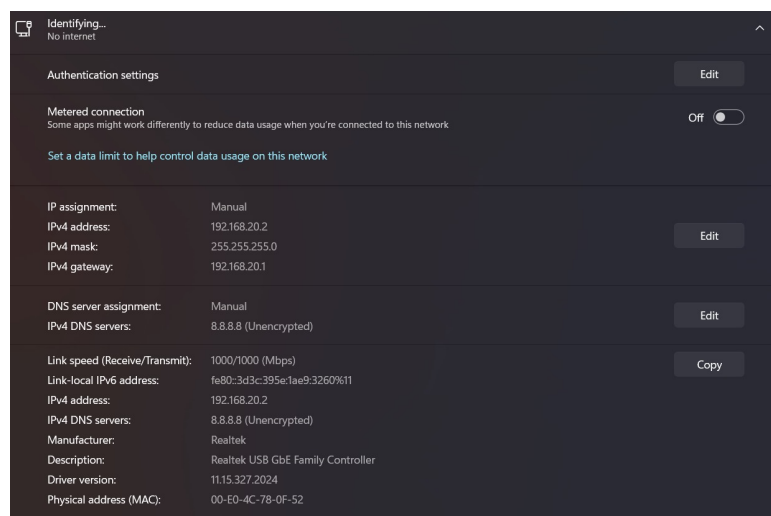 Identifying...
No internet
Authentication settings
Edit
Metered connection
Some apps might work differently to reduce data usage when you're connected to this network
Off
Set a data limit to help control data usage on this network
IP assignment: Manual
IPv4 address: 192.168.20.2
IPv4 mask: 255.255.255.0
IPv4 gateway: 192.168.20.1
Edit
DNS server assignment: Manual
IPv4 DNS servers: 8.8.8.8 (Unencrypted)
Edit
Link speed (Receive/Transmit): 1000/1000 (Mbps)
Link-local IPv6 address: fe80::3d3c:395e:1ae9:3260%11
IPv4 address: 192.168.20.2
IPv4 DNS servers: 8.8.8.8 (Unencrypted)
Manufacturer: Realtek
Description: Realtek USB GbE Family Controller
Driver version: 11.15.327.2024
Physical address (MAC): 00-E0-4C-78-0F-52
Copy